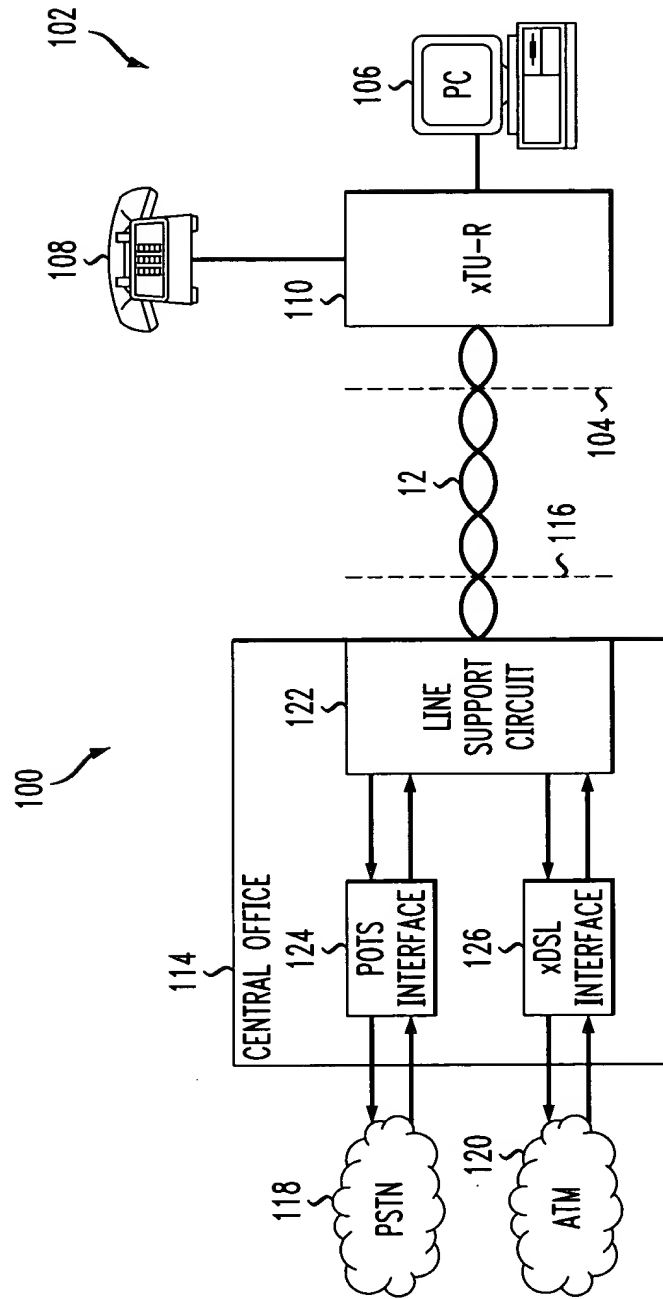 100
102
114
CENTRAL OFFICE
118
PSTN
124
POTS
INTERFACE
122
LINE
SUPPORT
CIRCUIT
116
12
104
108
110
xTU-R
106
PC
120
ATM
126
xDSL
INTERFACE